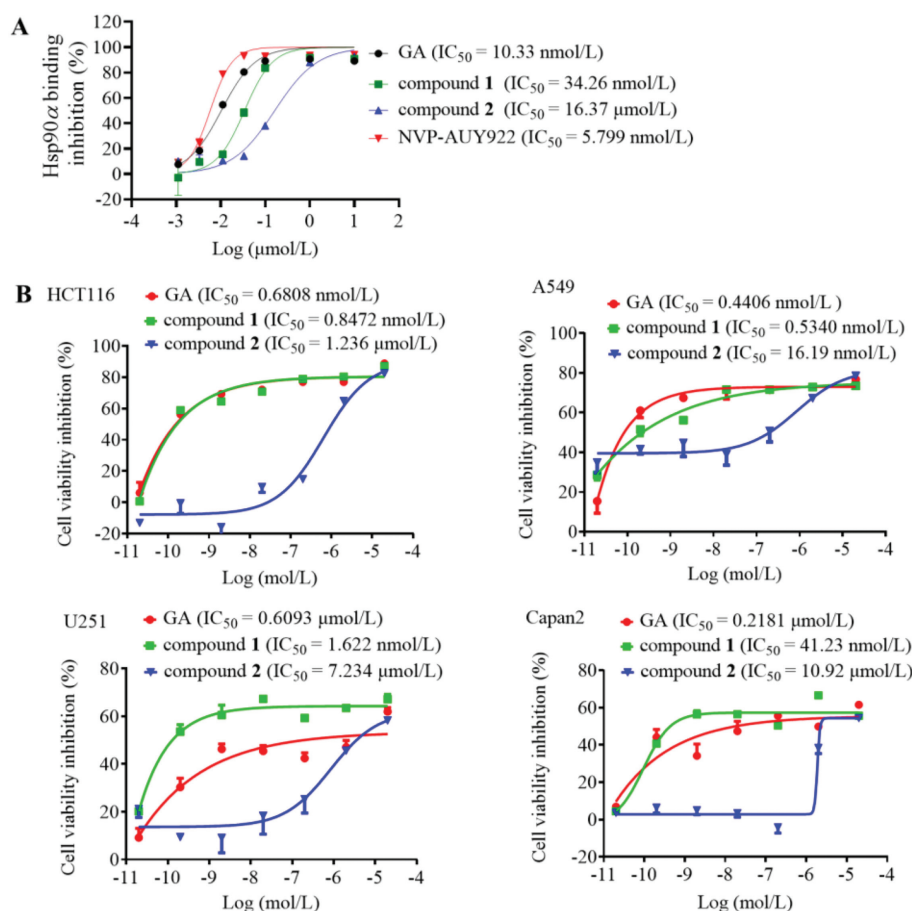 A
Hsp90α binding
inhibition (%)
120
100
80
60
40
20
0
-20
-4
-3
-2
-1
0
1
2
Log (μmol/L)
GA (IC50 = 10.33 nmol/L)
compound 1 (IC50 = 34.26 nmol/L)
compound 2 (IC50 = 16.37 μmol/L)
NVP-AUY922 (IC50 = 5.799 nmol/L)
B
HCT116
GA (IC50 = 0.6808 nmol/L)
compound 1 (IC50 = 0.8472 nmol/L)
compound 2 (IC50 = 1.236 μmol/L)
Cell viability inhibition (%)
100
80
60
40
20
0
-20
-11
-10
-9
-8
-7
-6
-5
-4
Log (mol/L)
A549
GA (IC50 = 0.4406 nmol/L )
compound 1 (IC50 = 0.5340 nmol/L)
compound 2 (IC50 = 16.19 nmol/L)
Cell viability inhibition (%)
100
80
60
40
20
0
-11
-10
-9
-8
-7
-6
-5
-4
Log (mol/L)
U251
GA (IC50 = 0.6093 μmol/L)
compound 1 (IC50 = 1.622 nmol/L)
compound 2 (IC50 = 7.234 μmol/L)
Cell viability inhibition (%)
80
60
40
20
0
-11
-10
-9
-8
-7
-6
-5
-4
Log (mol/L)
Capan2
GA (IC50 = 0.2181 μmol/L)
compound 1 (IC50 = 41.23 nmol/L)
compound 2 (IC50 = 10.92 μmol/L)
Cell viability inhibition (%)
80
60
40
20
0
-20
-11
-10
-9
-8
-7
-6
-5
-4
Log (mol/L)